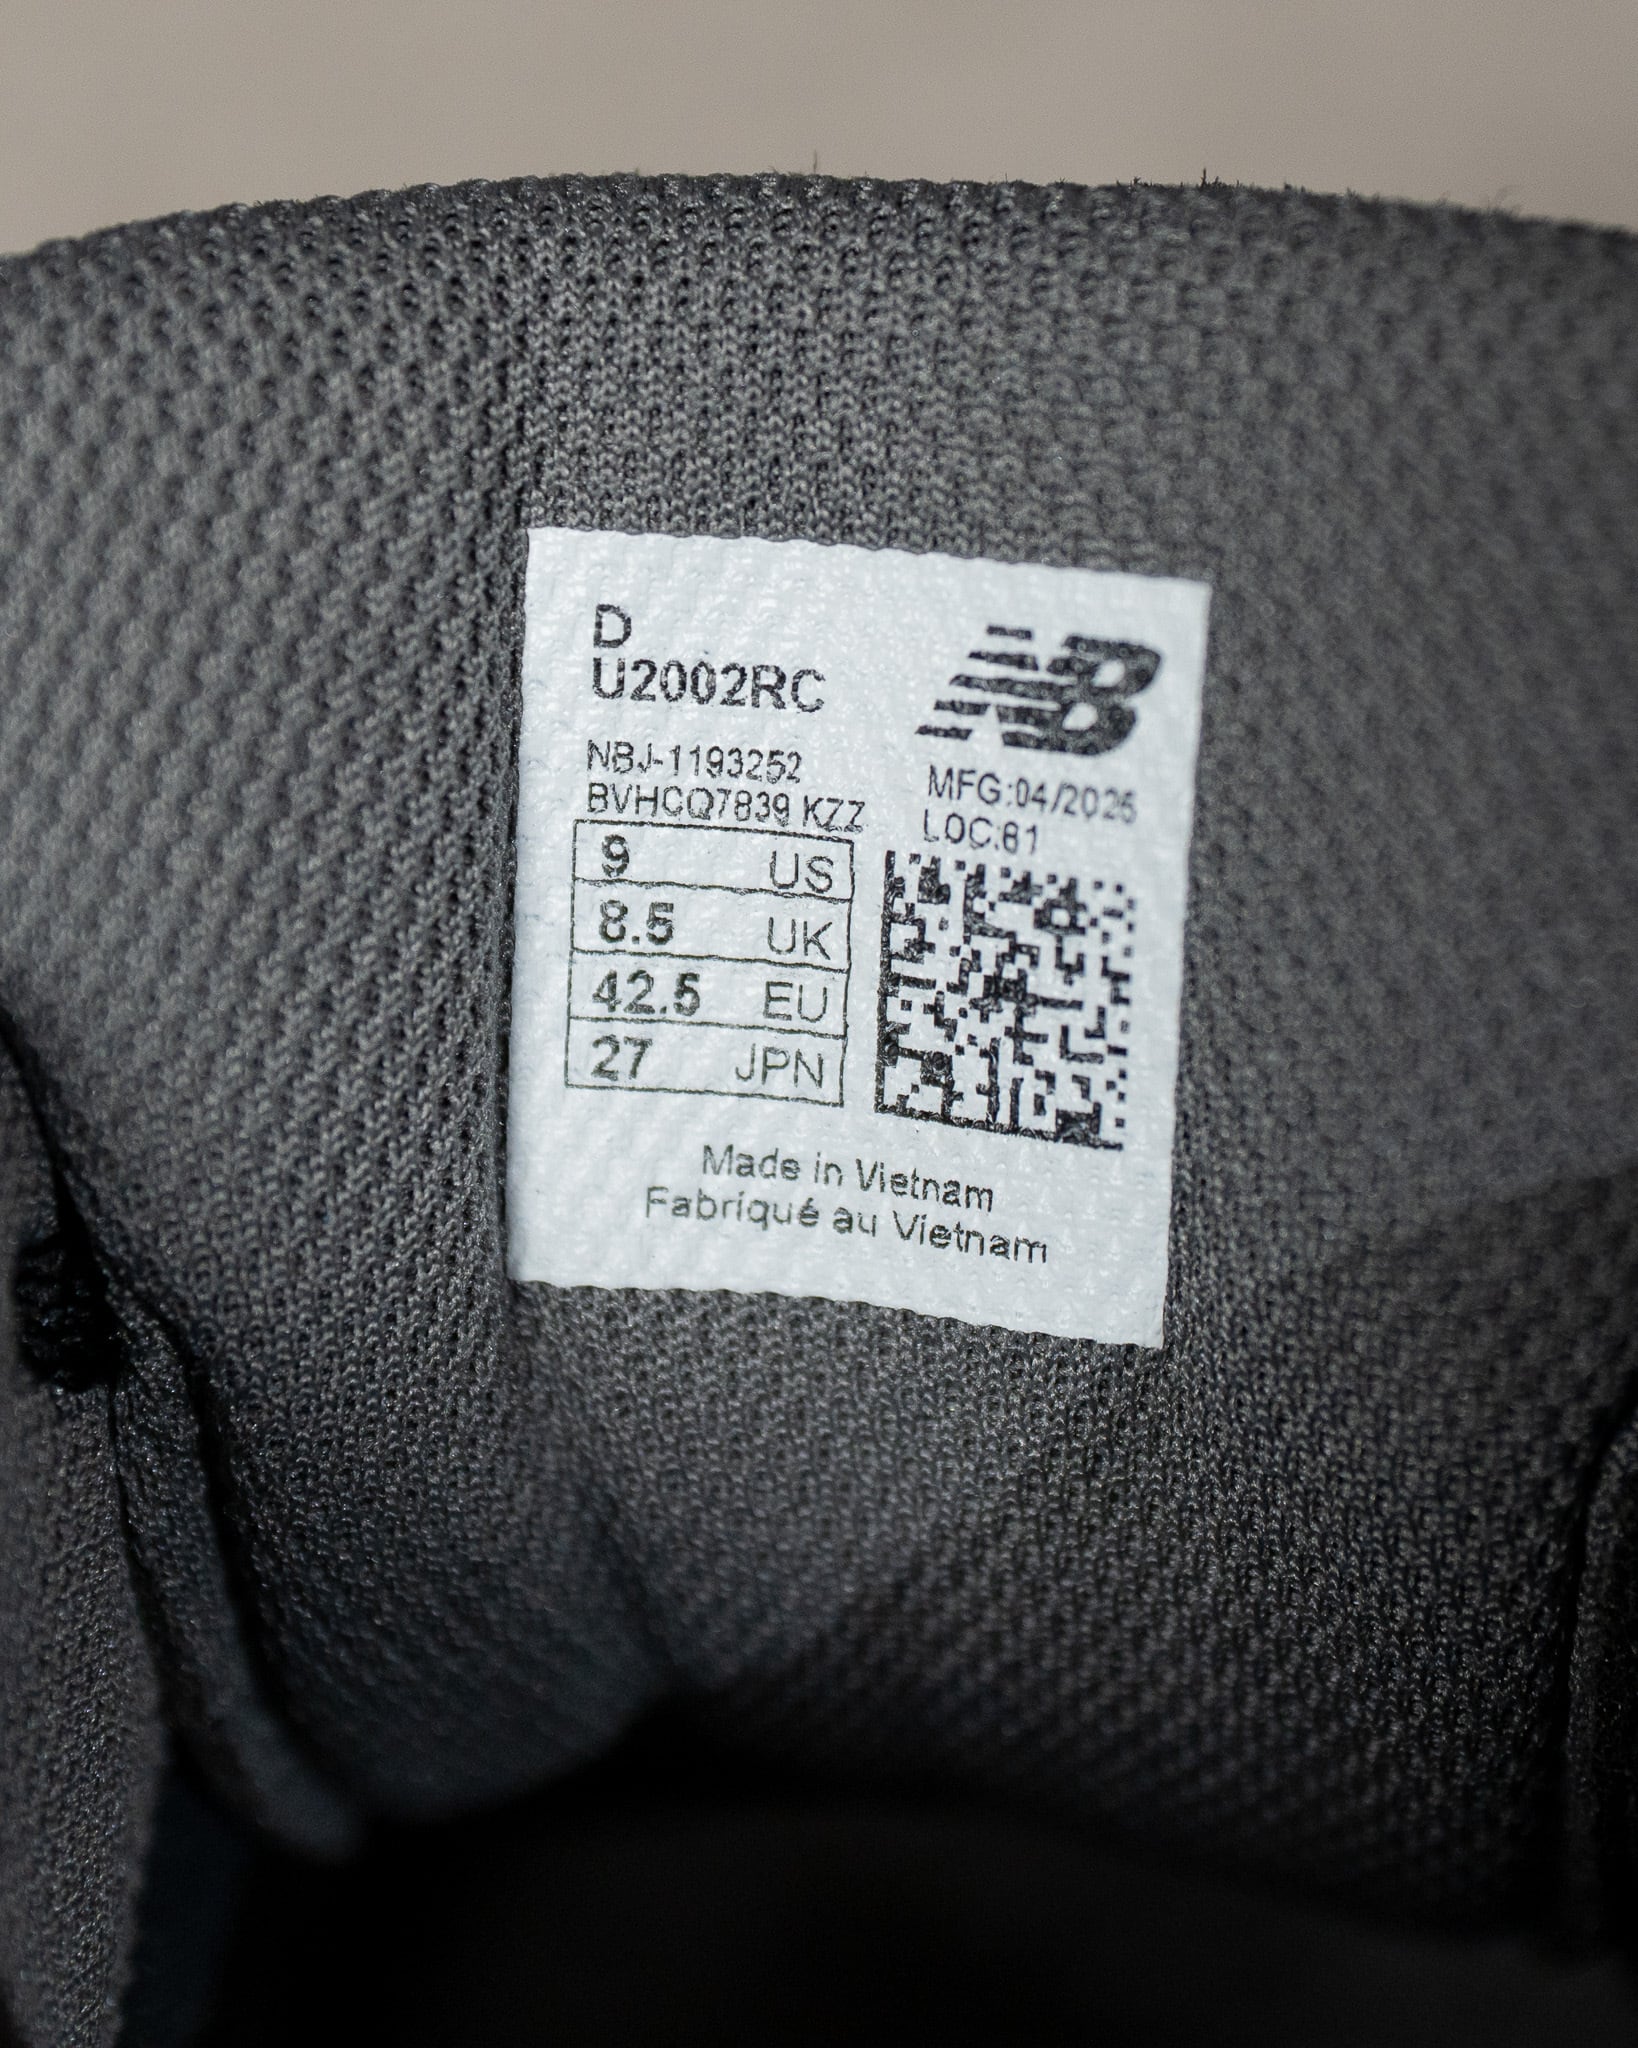 D
U2002RC
NB
NBJ-1193252
BVHCQ7839 KZZ
MFG:04/2025
LOC:81
9 US
8.5 UK
42.5 EU
27 JPN
Made in Vietnam
Fabriqué au Vietnam